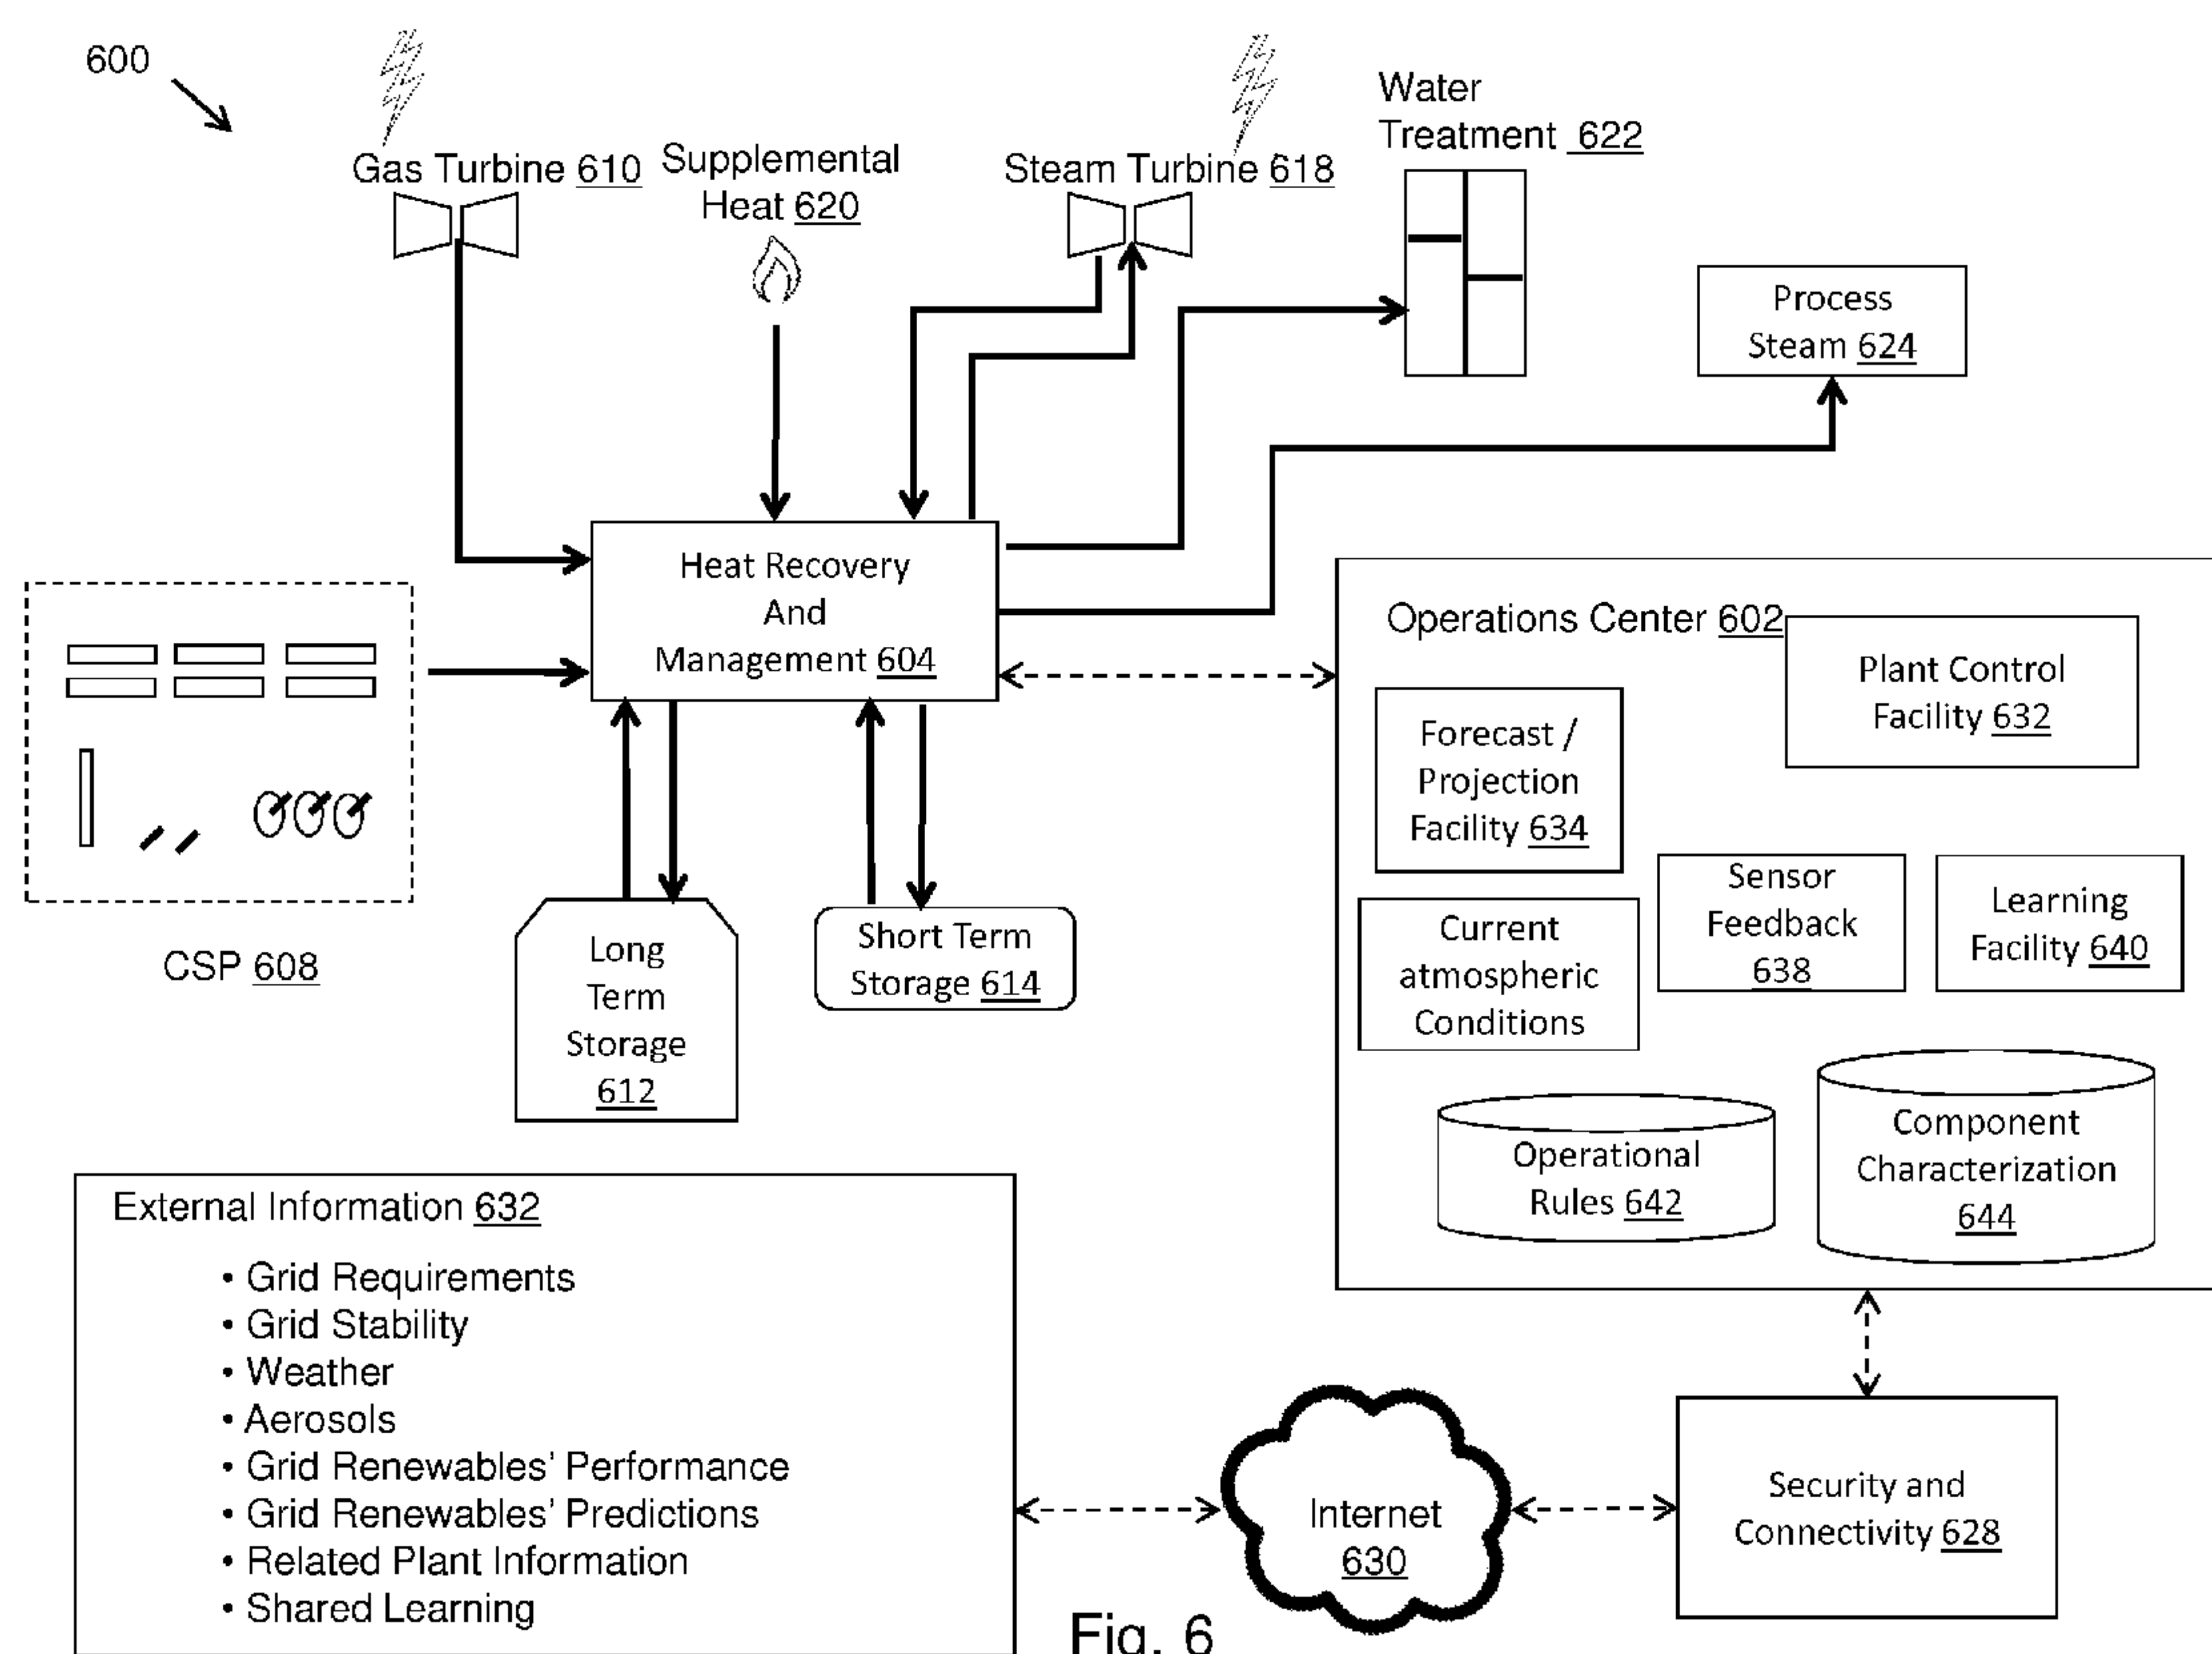 600
Gas Turbine 610
Supplemental
Heat 620
Steam Turbine 618
Water
Treatment 622
Process
Steam 624
Heat Recovery
And
Management 604
CSP 608
Long
Term
Storage
612
Short Term
Storage 614
Operations Center 602
Plant Control
Facility 632
Forecast /
Projection
Facility 634
Sensor
Feedback
638
Learning
Facility 640
Current
atmospheric
Conditions
Operational
Rules 642
Component
Characterization
644
External Information 632
• Grid Requirements
• Grid Stability
• Weather
• Aerosols
• Grid Renewables' Performance
• Grid Renewables' Predictions
• Related Plant Information
• Shared Learning
Internet
630
Security and
Connectivity 628
Fig. 6